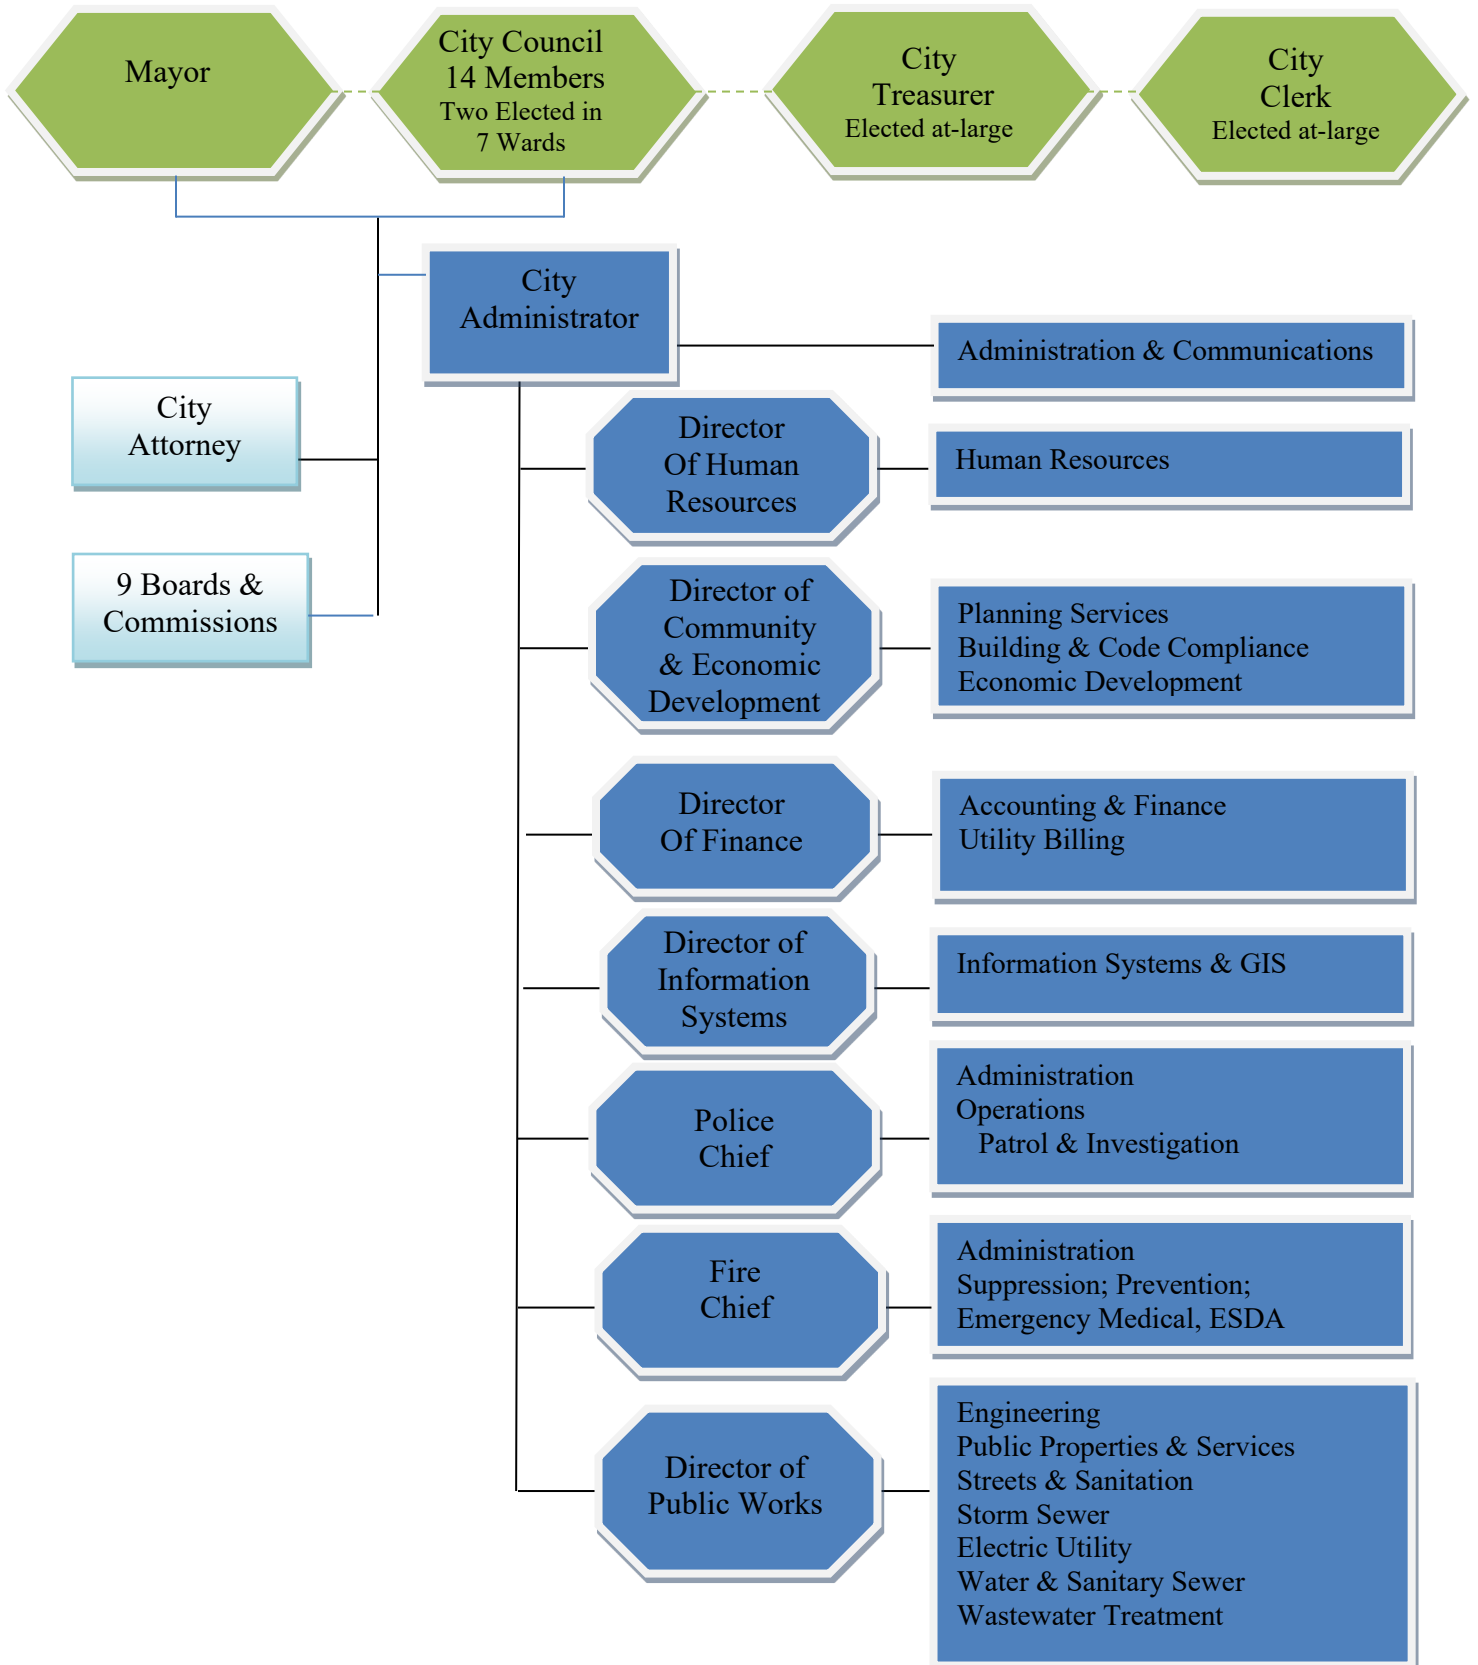 Mayor
City Council
14 Members
Two Elected in
7 Wards
City
Treasurer
Elected at-large
City
Clerk
Elected at-large
City
Administrator
Administration & Communications
City
Attorney
Director
Of Human
Resources
Human Resources
9 Boards &
Commissions
Director of
Community
& Economic
Development
Planning Services
Building & Code Compliance
Economic Development
Director
Of Finance
Accounting & Finance
Utility Billing
Director of
Information
Systems
Information Systems & GIS
Police
Chief
Administration
Operations
Patrol & Investigation
Fire
Chief
Administration
Suppression; Prevention;
Emergency Medical, ESDA
Director of
Public Works
Engineering
Public Properties & Services
Streets & Sanitation
Storm Sewer
Electric Utility
Water & Sanitary Sewer
Wastewater Treatment